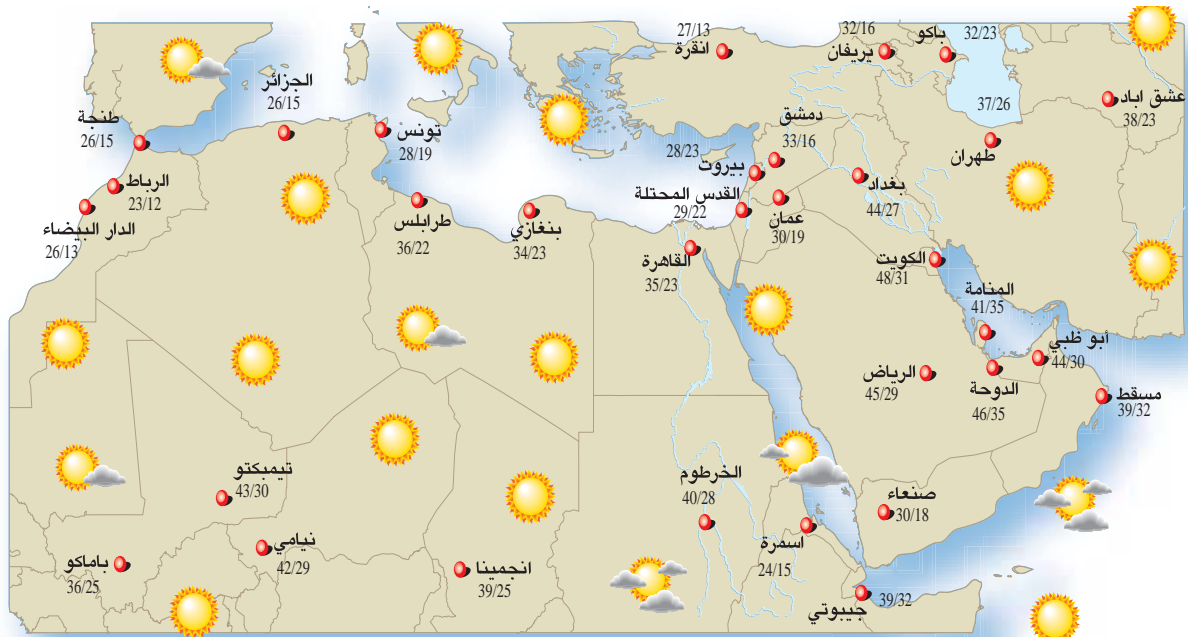 27/13
انقرة
32/16
يريفان
باكو
32/23
عشق اباد
38/23
37/26
طهران
الجزائر
26/15
طنجة
26/15
تونس
28/19
دمشق
33/16
28/23
بيروت
القدس المحتلة
29/22
عمان
30/19
بغداد
44/27
الرباط
23/12
الدار البيضاء
26/13
طرابلس
36/22
بنغازي
34/23
القاهرة
35/23
الكويت
48/31
المنامة
41/35
أبو ظبي
44/30
الرياض
45/29
الدوحة
46/35
مسقط
39/32
تيمبكتو
43/30
الخرطوم
40/28
صنعاء
30/18
اسمرة
24/15
نيامي
42/29
باماكو
36/25
انجمينا
39/25
39/32
جيبوتي